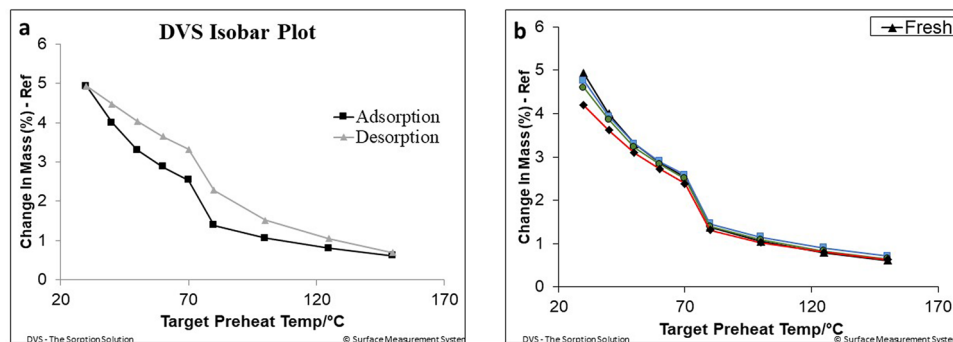 a
DVS Isobar Plot
6
5
4
3
2
1
0
Change In Mass (%) - Ref
Adsorption
Desorption
20
70
120
170
Target Preheat Temp/°C
DVS - The Sorption Solution
© Surface Measurement System
b
Fresh
6
5
4
3
2
1
0
Change In Mass (%) - Ref
20
70
120
170
Target Preheat Temp/°C
DVS - The Sorption Solution
© Surface Measurement System